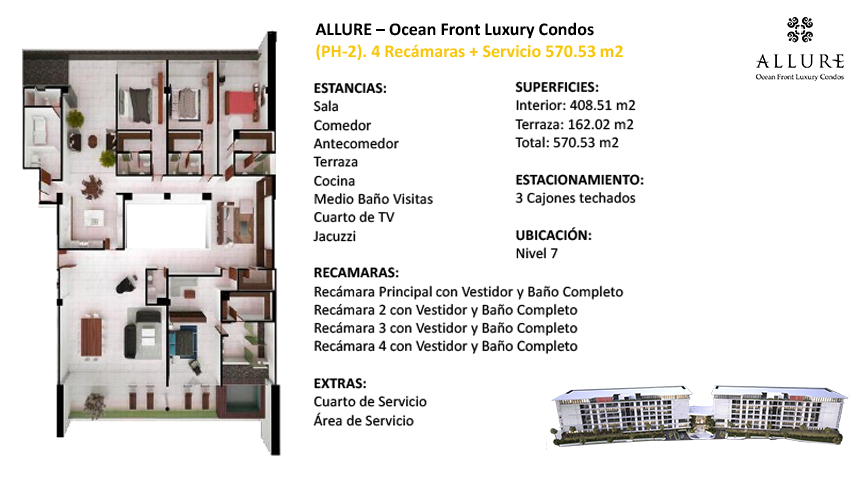 ALLURE – Ocean Front Luxury Condos
(PH-2). 4 Recámaras + Servicio 570.53 m2
ALLURE
Ocean Front Luxury Condos
ESTANCIAS:
Sala
Comedor
Antecomedor
Terraza
Cocina
Medio Baño Visitas
Cuarto de TV
Jacuzzi
SUPERFICIES:
Interior: 408.51 m2
Terraza: 162.02 m2
Total: 570.53 m2
ESTACIONAMIENTO:
3 Cajones techados
UBICACIÓN:
Nivel 7
RECAMARAS:
Recámara Principal con Vestidor y Baño Completo
Recámara 2 con Vestidor y Baño Completo
Recámara 3 con Vestidor y Baño Completo
Recámara 4 con Vestidor y Baño Completo
EXTRAS:
Cuarto de Servicio
Área de Servicio